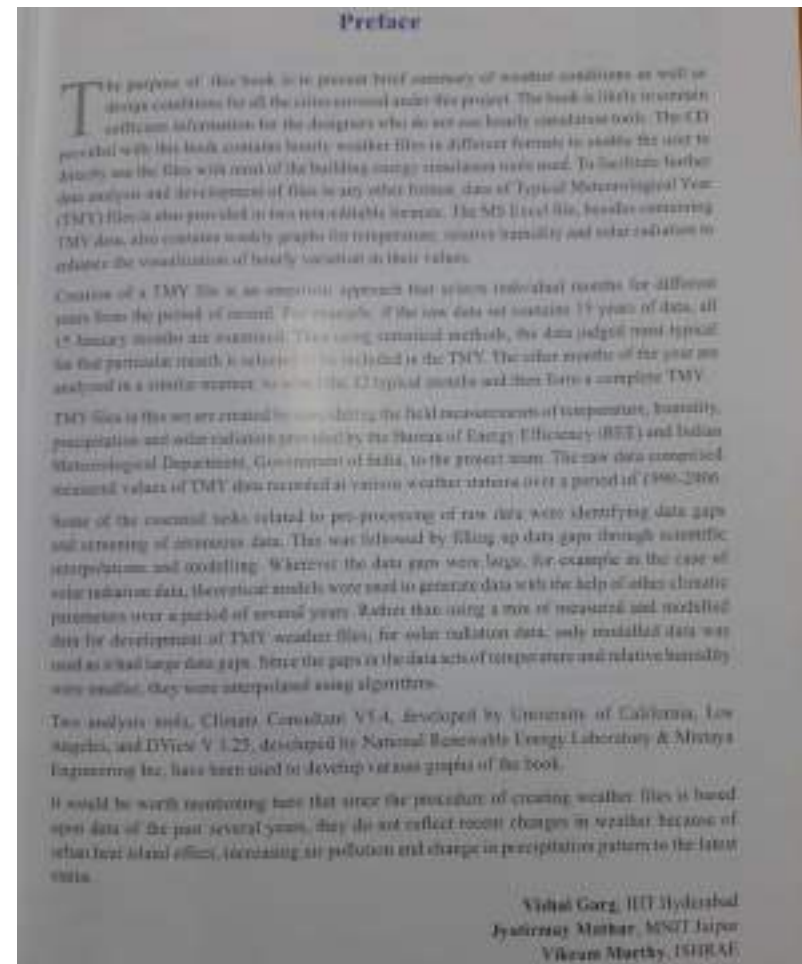 Preface
The purpose of this book is to present brief summary of weather conditions as well as
design conditions for all the cities covered under this project. The book is likely to contain
sufficient information for the designers who do not use hourly simulation tools. The CD
provided with this book contains hourly weather files in different formats to enable the user to
directly use the files with most of the building energy simulation tools used. To facilitate further
data analysis and development of files in any other format, data of Typical Meteorological Year
(TMY) files is also provided in two editable formats. The MS Excel file, besides containing
TMY data, also contains weekly graphs for temperature, relative humidity and solar radiation to
enhance the visualization of hourly variation in their values.
Creation of a TMY file is an empirical approach that selects individual months for different
years from the period of record. For example, if the raw data set contains 15 years of data, all
15 January months are examined. Then using statistical methods, the data judged most typical
for that particular month is selected to be included in the TMY. The other months of the year are
analyzed in a similar manner, to select the 12 typical months and then form a complete TMY.
TMY files in this set are created by the field measurements of temperature, humidity,
precipitation and solar radiation provided by the Bureau of Energy Efficiency (BEE) and Indian
Meteorological Department, Government of India, to the project team. The raw data comprised
measured values of TMY data recorded at various weather stations over a period of 1990-2006
Some of the essential tasks related to pre-processing of raw data were identifying data gaps
and screening of erroneous data. This was followed by filling up data gaps through scientific
interpolations and modelling. Wherever the data gaps were large, for example in the case of
solar radiation data, theoretical models were used to generate data with the help of other climatic
parameters over a period of several years. Rather than using a mix of measured and modelled
data for development of TMY weather files, for solar radiation data, only modelled data was
used as it had large data gaps. Since the gaps in the data sets of temperature and relative humidity
were smaller, they were interpolated using algorithms.
Two analysis tools, Climate Consultant V5.4, developed by University of California, Los
Angeles, and DView V 1.25, developed by National Renewable Energy Laboratory & Mistaya
Engineering Inc, have been used to develop various graphs of the book.
It would be worth mentioning here that since the procedure of creating weather files is based
upon data of the past several years, they do not reflect recent changes in weather because of
urban heat island effect, increasing air pollution and change in precipitation pattern to the latest
Vishal Garg, IIIT Hyderabad
Jyotirmay Mathur, MNIT Jaipur
Vikram Murthy, ISHRAE